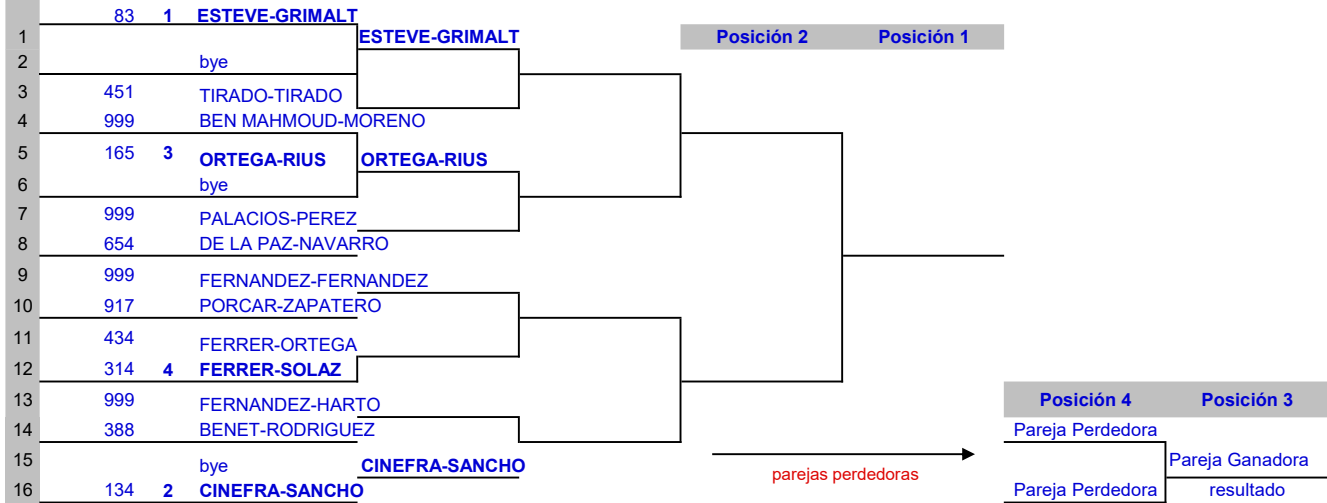 83 1 ESTEVE-GRIMALT
1 ESTEVE-GRIMALT Posición 2 Posición 1
2 bye
3 451 TIRADO-TIRADO
4 999 BEN MAHMOUD-MORENO
5 165 3 ORTEGA-RIUS ORTEGA-RIUS
6 bye
7 999 PALACIOS-PEREZ
8 654 DE LA PAZ-NAVARRO
9 999 FERNANDEZ-FERNANDEZ
10 917 PORCAR-ZAPATERO
11 434 FERRER-ORTEGA
12 314 4 FERRER-SOLAZ
13 999 FERNANDEZ-HARTO Posición 4 Posición 3
14 388 BENET-RODRIGUEZ Pareja Perdedora
15 bye CINEFRA-SANCHO parejas perdedoras Pareja Ganadora
16 134 2 CINEFRA-SANCHO Pareja Perdedora resultado